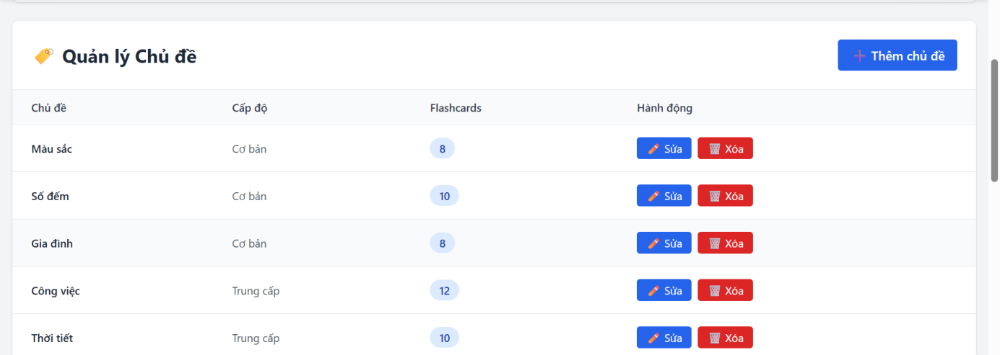 Quản lý Chủ đề
Thêm chủ đề
Chủ đề Cấp độ Flashcards Hành động
Màu sắc Cơ bản 8 Sửa Xóa
Số đếm Cơ bản 10 Sửa Xóa
Gia đình Cơ bản 8 Sửa Xóa
Công việc Trung cấp 12 Sửa Xóa
Thời tiết Trung cấp 10 Sửa Xóa